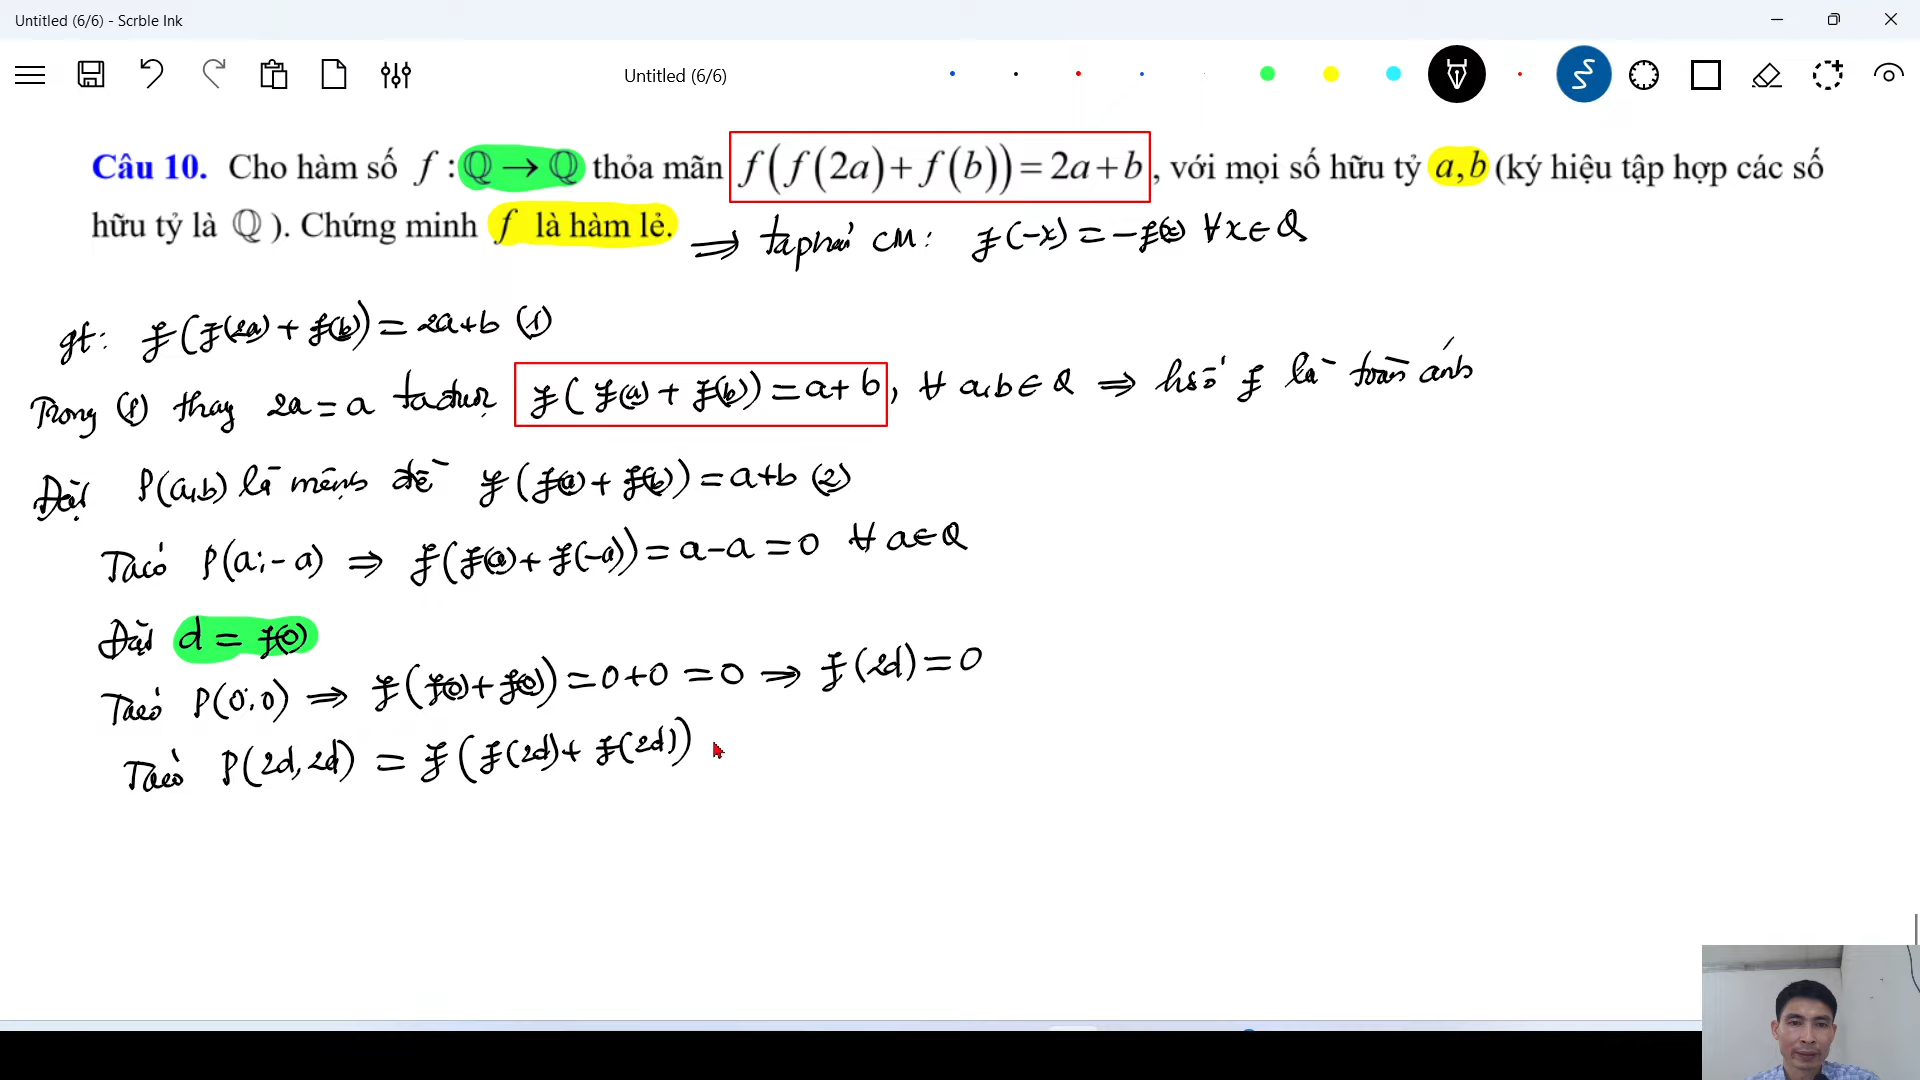 Untitled (6/6) - Scrble Ink
Untitled (6/6)
Câu 10. Cho hàm số f : ℚ → ℚ thỏa mãn f(f(2a)+f(b))=2a+b, với mọi số hữu tỷ a,b (ký hiệu tập hợp các số
hữu tỷ là ℚ). Chứng minh f là hàm lẻ. ⟹ ta phải CM: f(-x) = -f(x) ∀x∈ℚ
gt: f(f(2a) + f(b)) = 2a+b (1)
Trong (1) thay 2a = a ta được f(f(a) + f(b)) = a+b, ∀ a,b ∈ ℚ ⟹ hsố f là toàn ánh
Đặt P(a,b) là mệnh đề f(f(a) + f(b)) = a+b (2)
Ta có P(a;-a) ⟹ f(f(a) + f(-a)) = a-a = 0 ∀ a∈ℚ
Đặt d = f(0)
Ta có P(0;0) ⟹ f(f(0)+f(0)) = 0+0 = 0 ⟹ f(2d) = 0
Ta có P(2d,2d) = f(f(2d)+ f(2d))